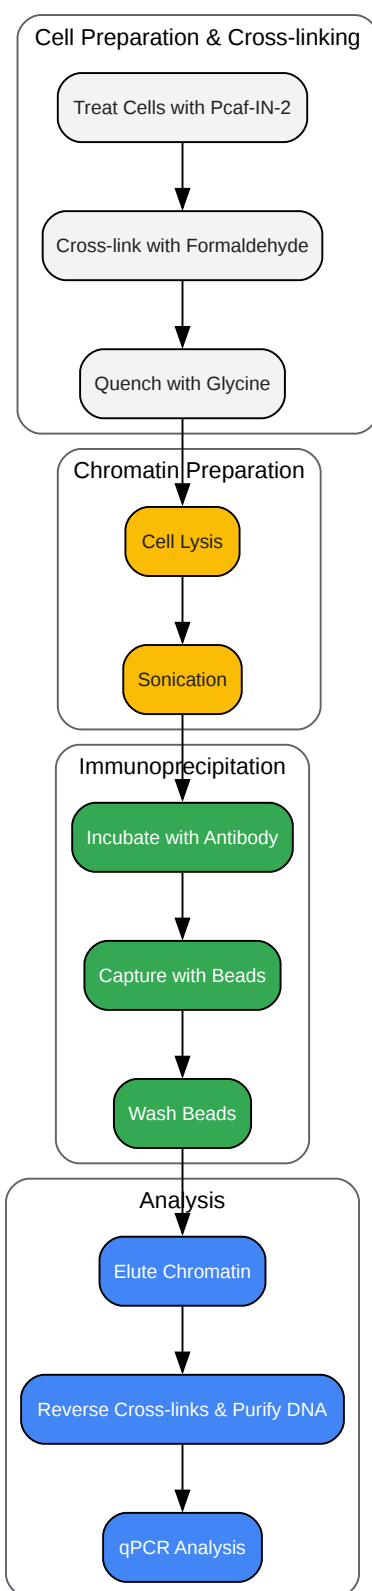 Cell Preparation & Cross-linking
Treat Cells with Pcaf-IN-2
Cross-link with Formaldehyde
Quench with Glycine
Chromatin Preparation
Cell Lysis
Sonication
Immunoprecipitation
Incubate with Antibody
Capture with Beads
Wash Beads
Analysis
Elute Chromatin
Reverse Cross-links & Purify DNA
qPCR Analysis